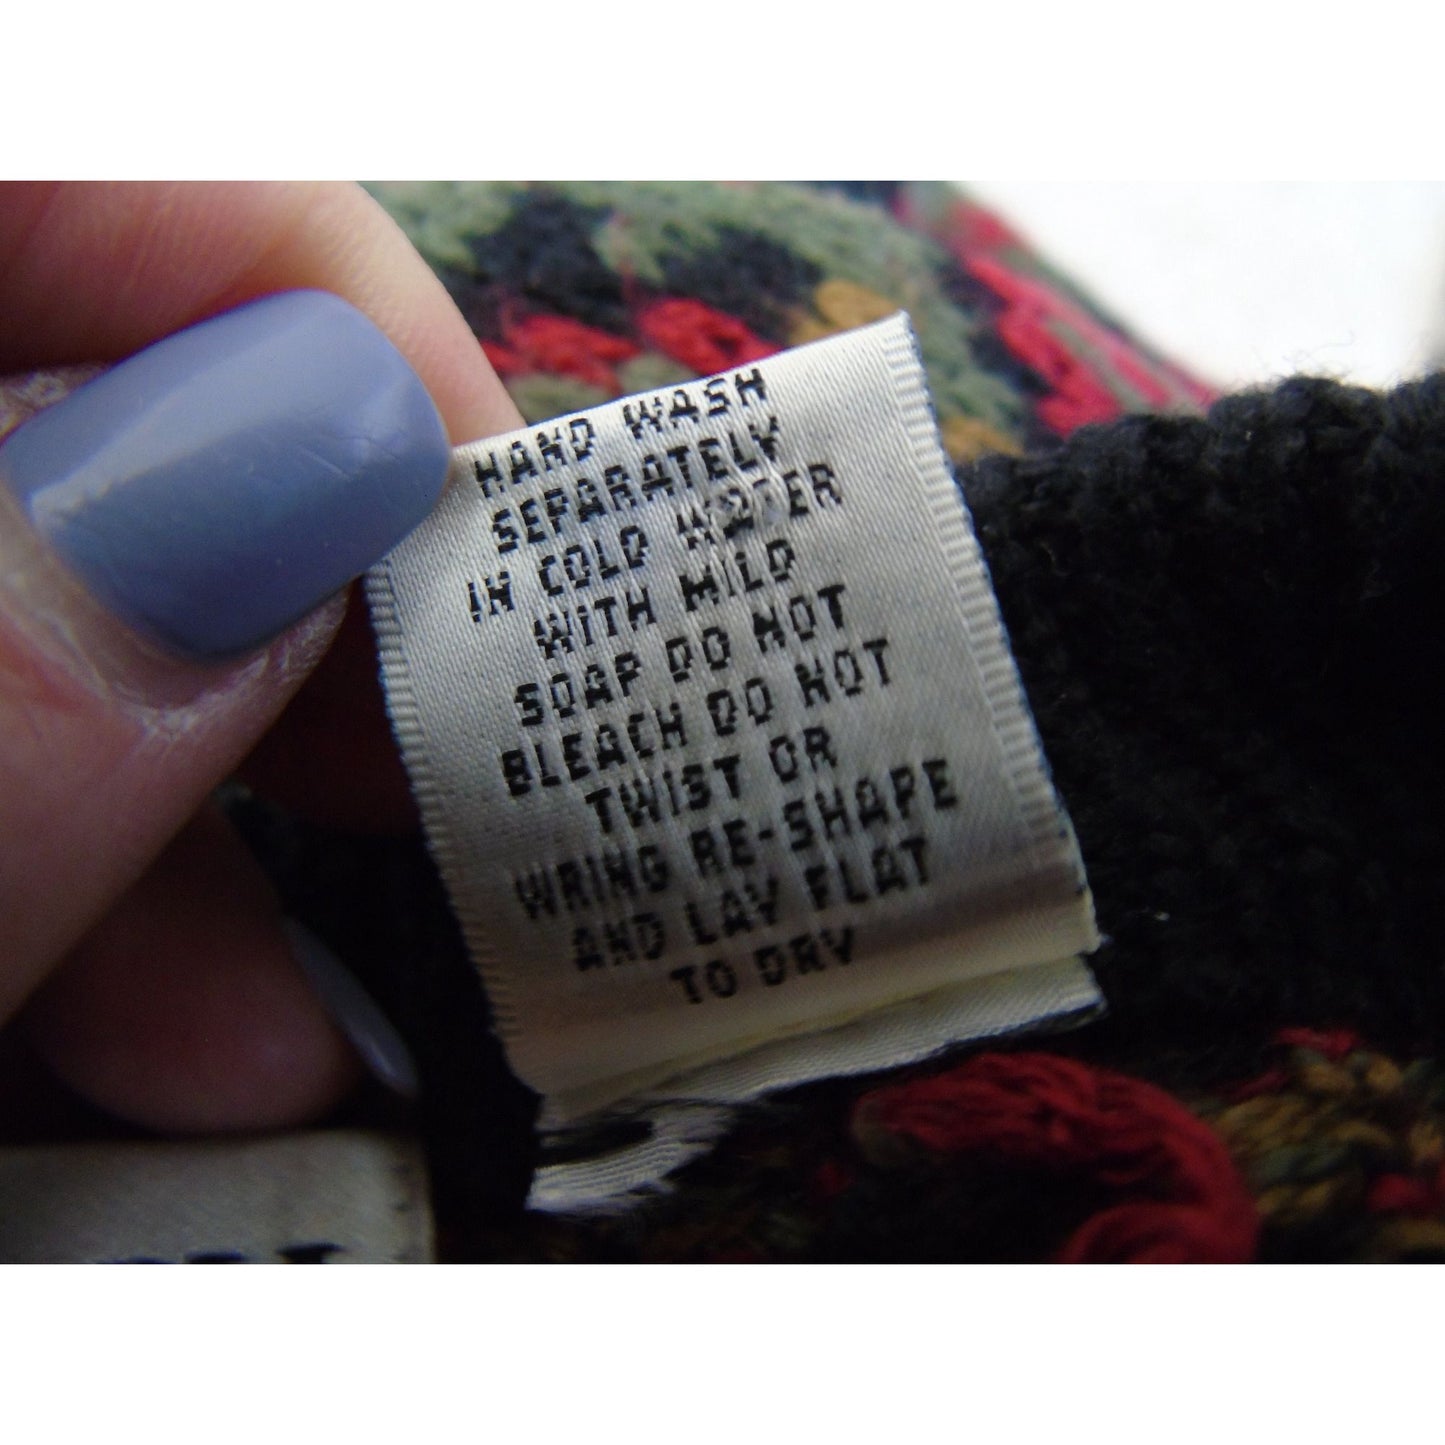 HAND WASH
SEPARATELY
IN COLD WATER
WITH MILD
SOAP DO NOT
BLEACH DO NOT
TWIST OR
WRING RE-SHAPE
AND LAY FLAT
TO DRY